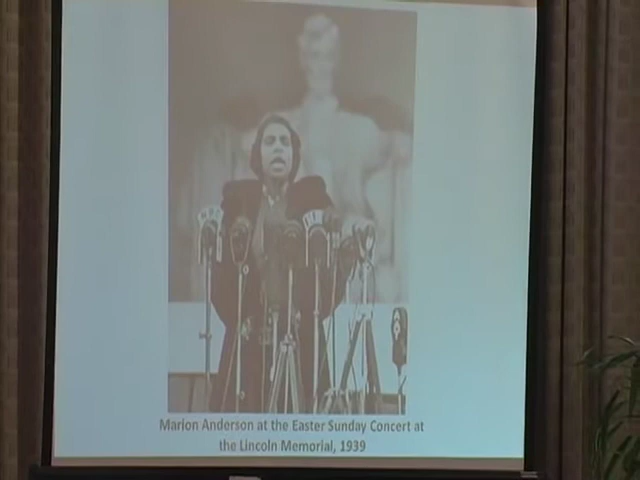 Marion Anderson at the Easter Sunday Concert at
the Lincoln Memorial, 1939